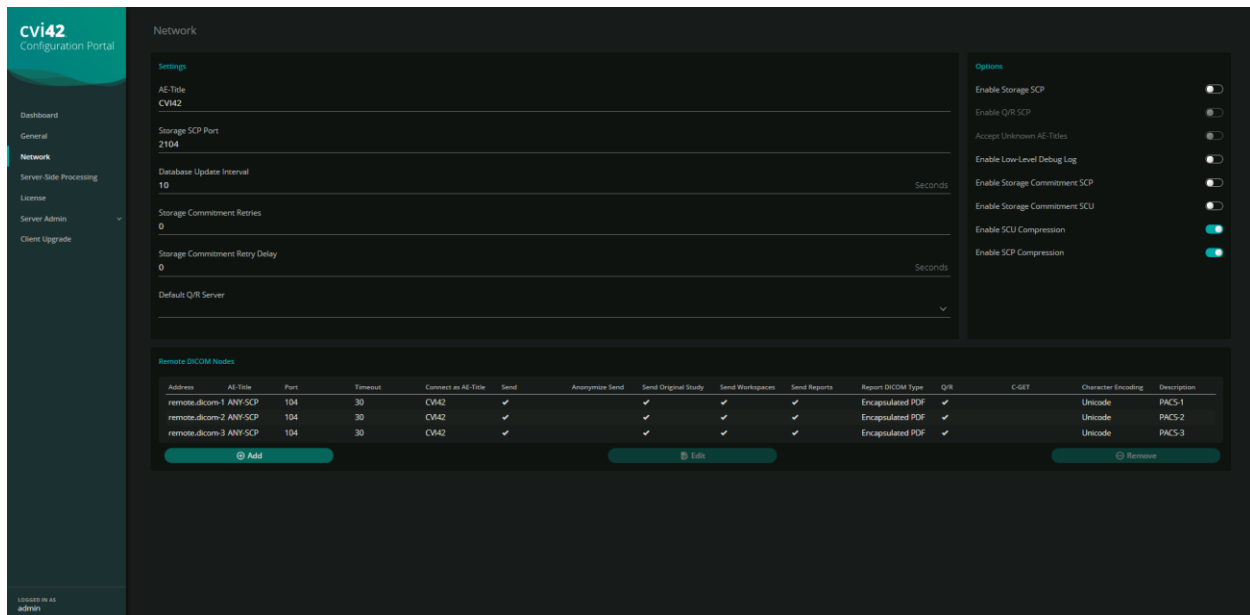 cvi42
Configuration Portal
Dashboard
General
Network
Server-Side Processing
License
Server Admin
Client Upgrade
LOGGED IN AS
admin
Network
Settings
AE-Title
CVI42
Storage SCP Port
2104
Database Update Interval
10 Seconds
Storage Commitment Retries
0
Storage Commitment Retry Delay
0 Seconds
Default Q/R Server
Options
Enable Storage SCP
Enable Q/R SCP
Accept Unknown AE-Titles
Enable Low-Level Debug Log
Enable Storage Commitment SCP
Enable Storage Commitment SCU
Enable SCU Compression
Enable SCP Compression
Remote DICOM Nodes
Address AE-Title Port Timeout Connect as AE-Title Send Anonymize Send Send Original Study Send Workspaces Send Reports Report DICOM Type Q/R C-GET Character Encoding Description
remote.dicom-1 ANY-SCP 104 30 CVI42 ✔ ✔ ✔ ✔ Encapsulated PDF ✔ Unicode PACS-1
remote.dicom-2 ANY-SCP 104 30 CVI42 ✔ ✔ ✔ ✔ Encapsulated PDF ✔ Unicode PACS-2
remote.dicom-3 ANY-SCP 104 30 CVI42 ✔ ✔ ✔ ✔ Encapsulated PDF ✔ Unicode PACS-3
Add Edit Remove